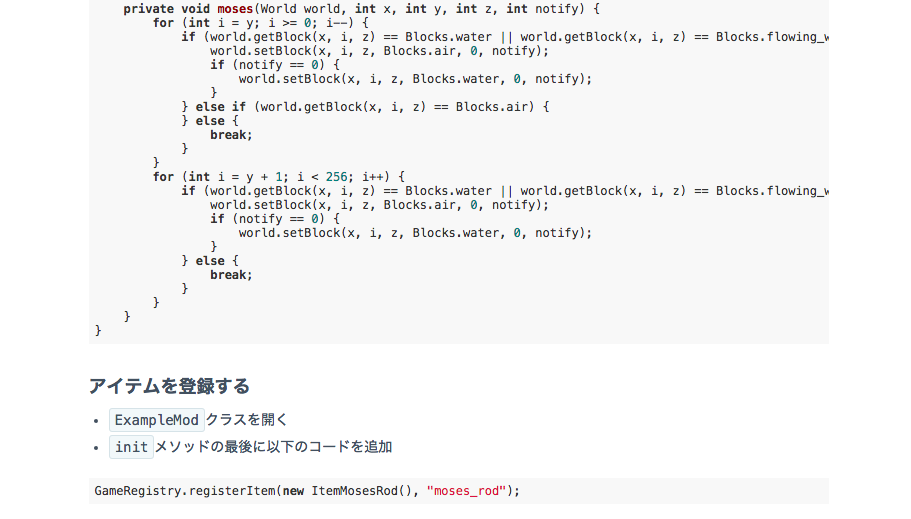 private void moses(World world, int x, int y, int z, int notify) {
        for (int i = y; i >= 0; i--) {
            if (world.getBlock(x, i, z) == Blocks.water || world.getBlock(x, i, z) == Blocks.flowing_w
                world.setBlock(x, i, z, Blocks.air, 0, notify);
                if (notify == 0) {
                    world.setBlock(x, i, z, Blocks.water, 0, notify);
                }
            } else if (world.getBlock(x, i, z) == Blocks.air) {
            } else {
                break;
            }
        }
        for (int i = y + 1; i < 256; i++) {
            if (world.getBlock(x, i, z) == Blocks.water || world.getBlock(x, i, z) == Blocks.flowing_w
                world.setBlock(x, i, z, Blocks.air, 0, notify);
                if (notify == 0) {
                    world.setBlock(x, i, z, Blocks.water, 0, notify);
                }
            } else {
                break;
            }
        }
    }
}
アイテムを登録する
• ExampleMod クラスを開く
• init メソッドの最後に以下のコードを追加
GameRegistry.registerItem(new ItemMosesRod(), "moses_rod");